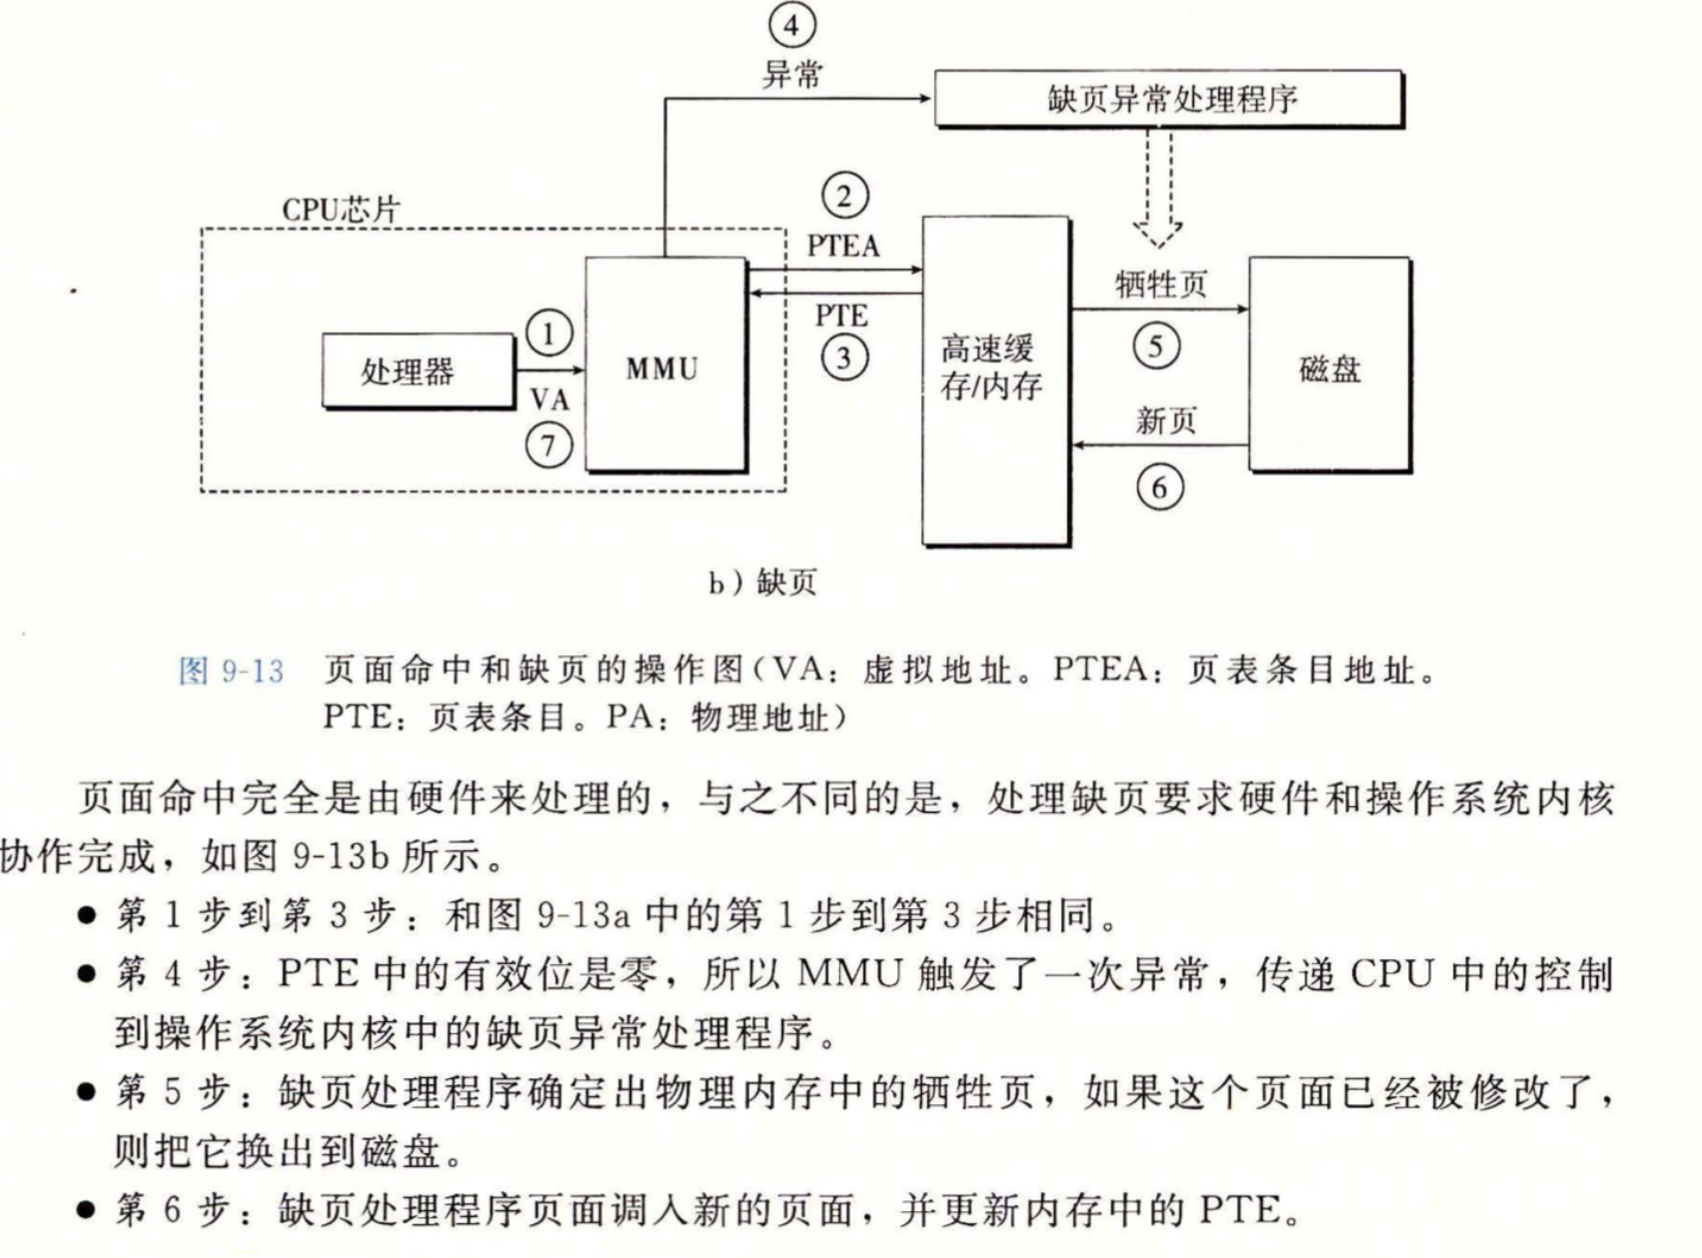 ④
异常
缺页异常处理程序
CPU芯片
②
PTEA
PTE
③
处理器
①
VA
⑦
MMU
高速缓
存/内存
牺牲页
⑤
新页
⑥
磁盘
b）缺页
图 9-13 页面命中和缺页的操作图（VA：虚拟地址。PTEA：页表条目地址。
PTE：页表条目。PA：物理地址）
页面命中完全是由硬件来处理的，与之不同的是，处理缺页要求硬件和操作系统内核
协作完成，如图 9-13b 所示。
● 第 1 步到第 3 步：和图 9-13a 中的第 1 步到第 3 步相同。
● 第 4 步：PTE 中的有效位是零，所以 MMU 触发了一次异常，传递 CPU 中的控制
到操作系统内核中的缺页异常处理程序。
● 第 5 步：缺页处理程序确定出物理内存中的牺牲页，如果这个页面已经被修改了，
则把它换出到磁盘。
● 第 6 步：缺页处理程序页面调入新的页面，并更新内存中的 PTE。